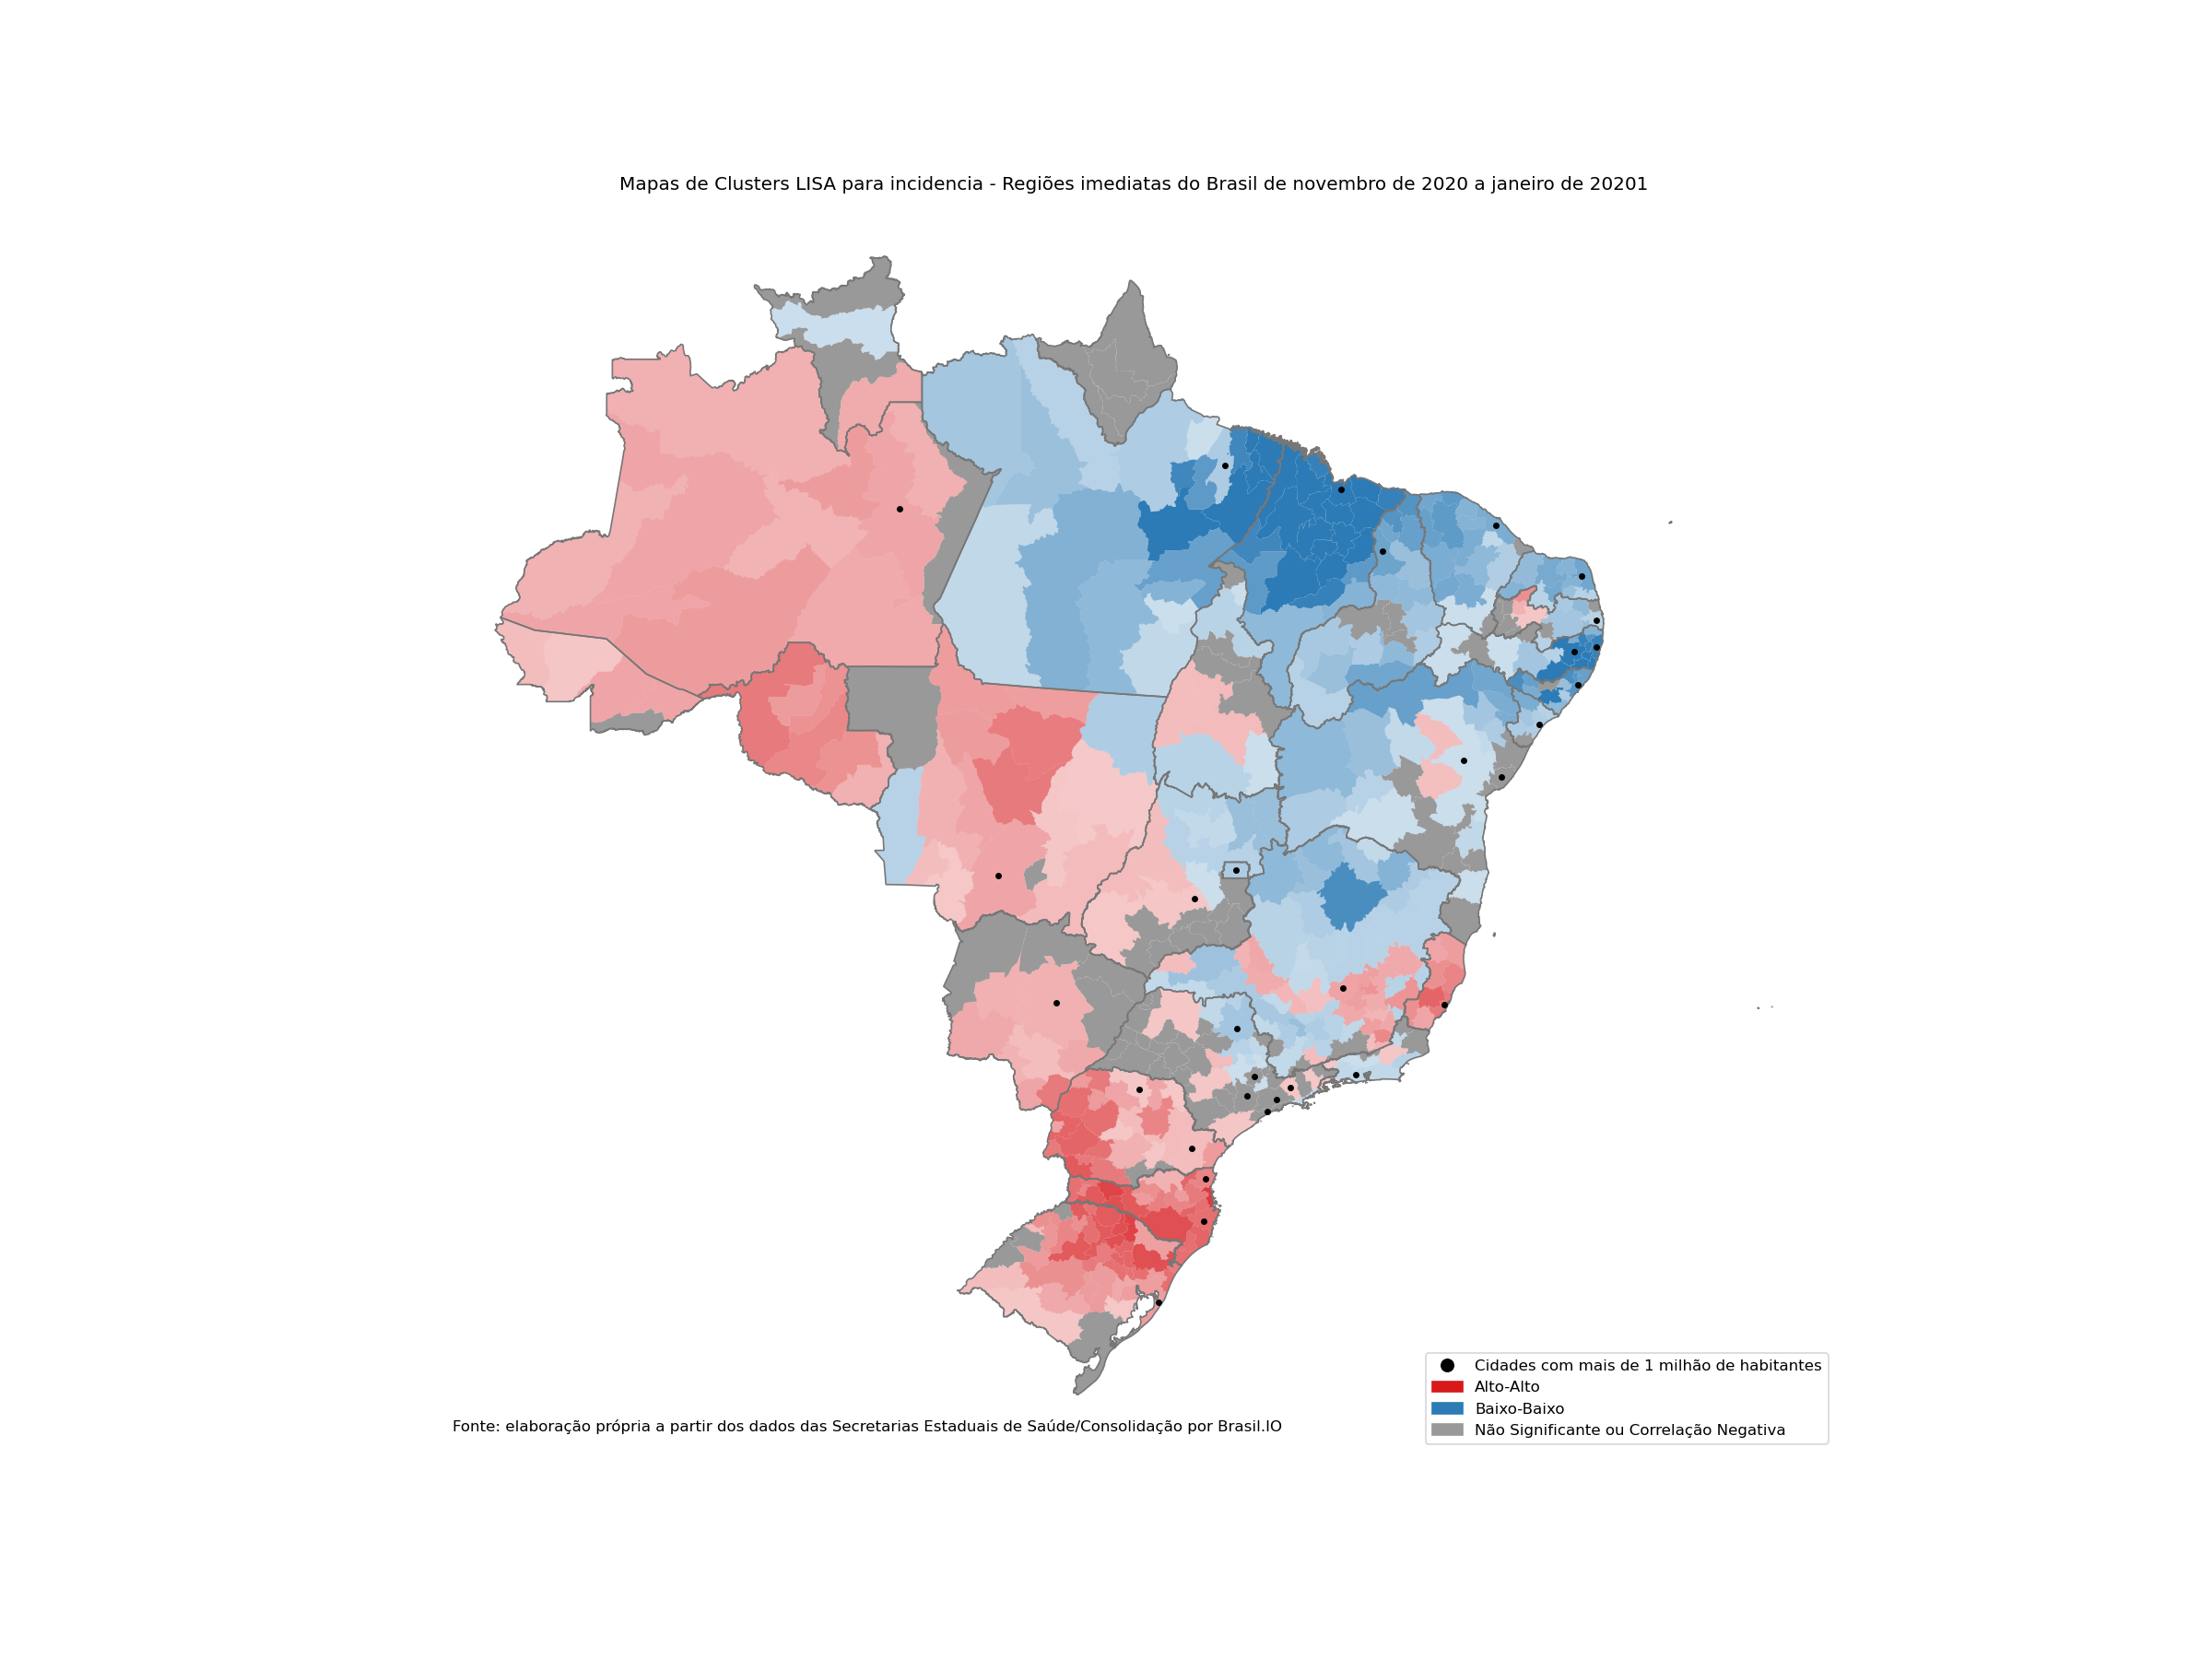 Mapas de Clusters LISA para incidencia - Regiões imediatas do Brasil de novembro de 2020 a janeiro de 20201
Cidades com mais de 1 milhão de habitantes
Alto-Alto
Baixo-Baixo
Não Significante ou Correlação Negativa
Fonte: elaboração própria a partir dos dados das Secretarias Estaduais de Saúde/Consolidação por Brasil.IO